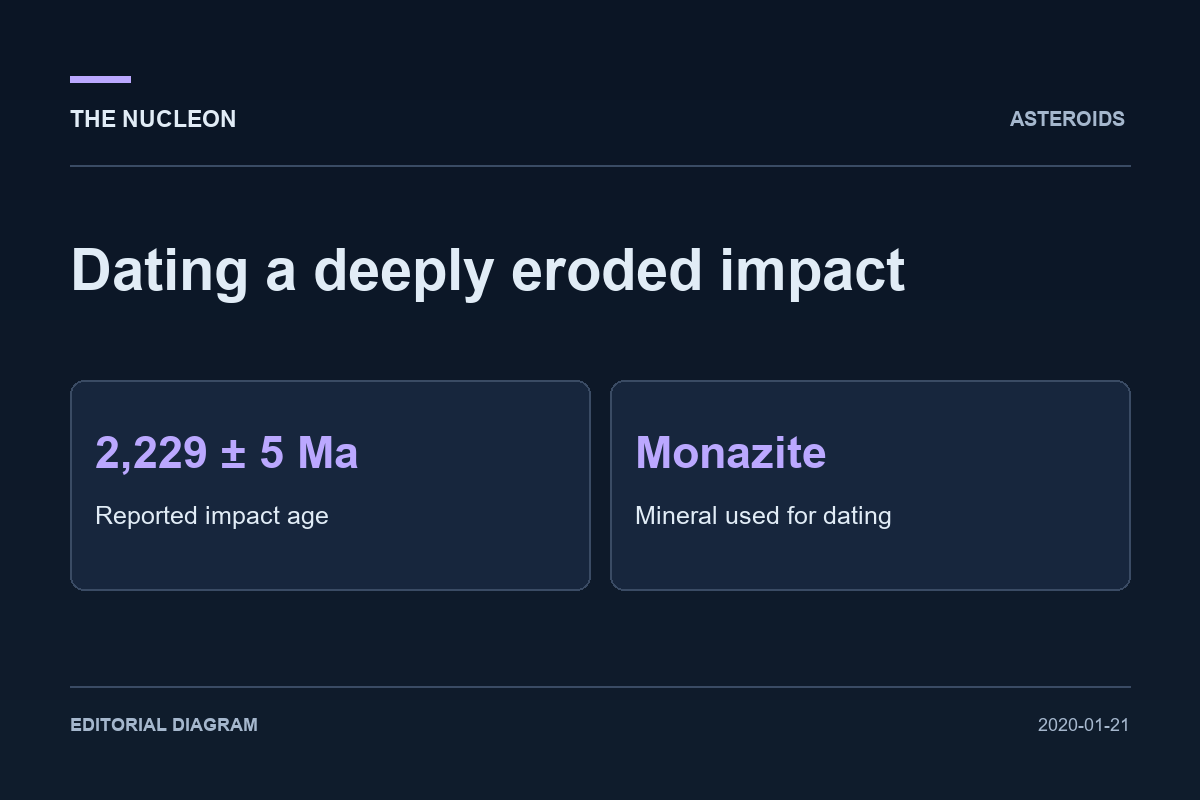 THE NUCLEON
ASTEROIDS
Dating a deeply eroded impact
2,229 ± 5 Ma
Reported impact age
Monazite
Mineral used for dating
EDITORIAL DIAGRAM
2020-01-21